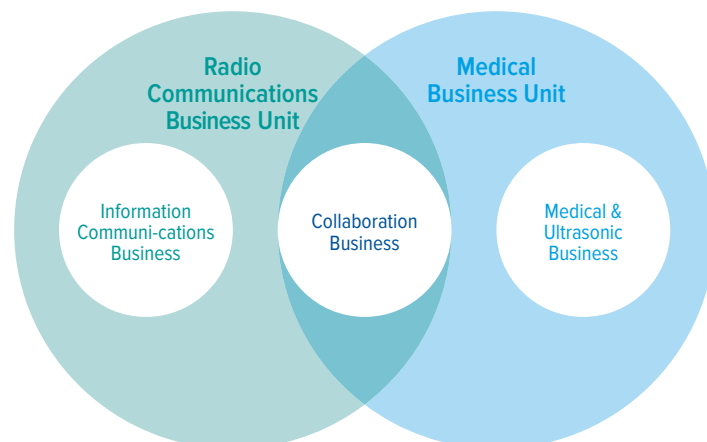 Radio
Communications
Business Unit
Medical
Business Unit
Information
Communi-cations
Business
Collaboration
Business
Medical &
Ultrasonic
Business